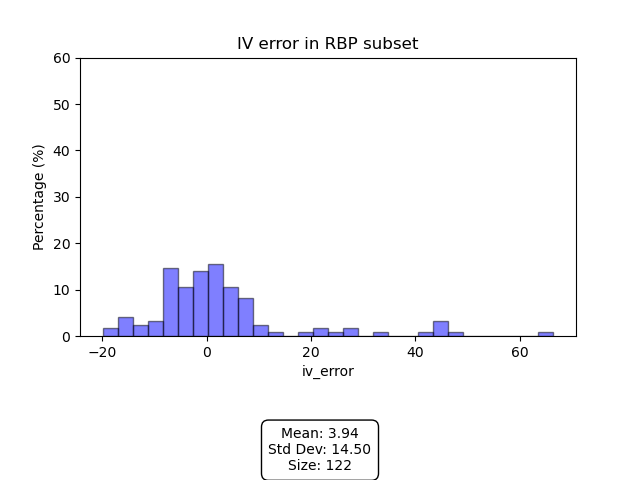 IV error in RBP subset
60
50
40
30
20
10
0
Percentage (%)
−20
0
20
40
60
iv_error
Mean: 3.94
Std Dev: 14.50
Size: 122